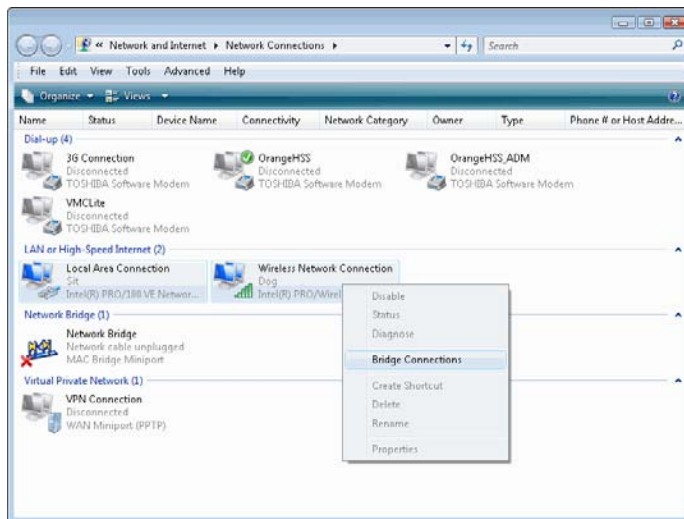 « Network and Internet ▸ Network Connections ▸
Search
File Edit View Tools Advanced Help
Organize Views
Name Status Device Name Connectivity Network Category Owner Type Phone # or Host Addre...
Dial-up (4)
3G Connection
Disconnected
TOSHIBA Software Modem
OrangeHSS
Disconnected
TOSHIBA Software Modem
OrangeHSS_ADM
Disconnected
TOSHIBA Software Modem
VMCLite
Disconnected
TOSHIBA Software Modem
LAN or High-Speed Internet (2)
Local Area Connection
Sit
Intel(R) PRO/100 VE Networ...
Wireless Network Connection
Dog
Intel(R) PRO/Wirel
Network Bridge (1)
Network Bridge
Network cable unplugged
MAC Bridge Miniport
Virtual Private Network (1)
VPN Connection
Disconnected
WAN Miniport (PPTP)
Disable
Status
Diagnose
Bridge Connections
Create Shortcut
Delete
Rename
Properties